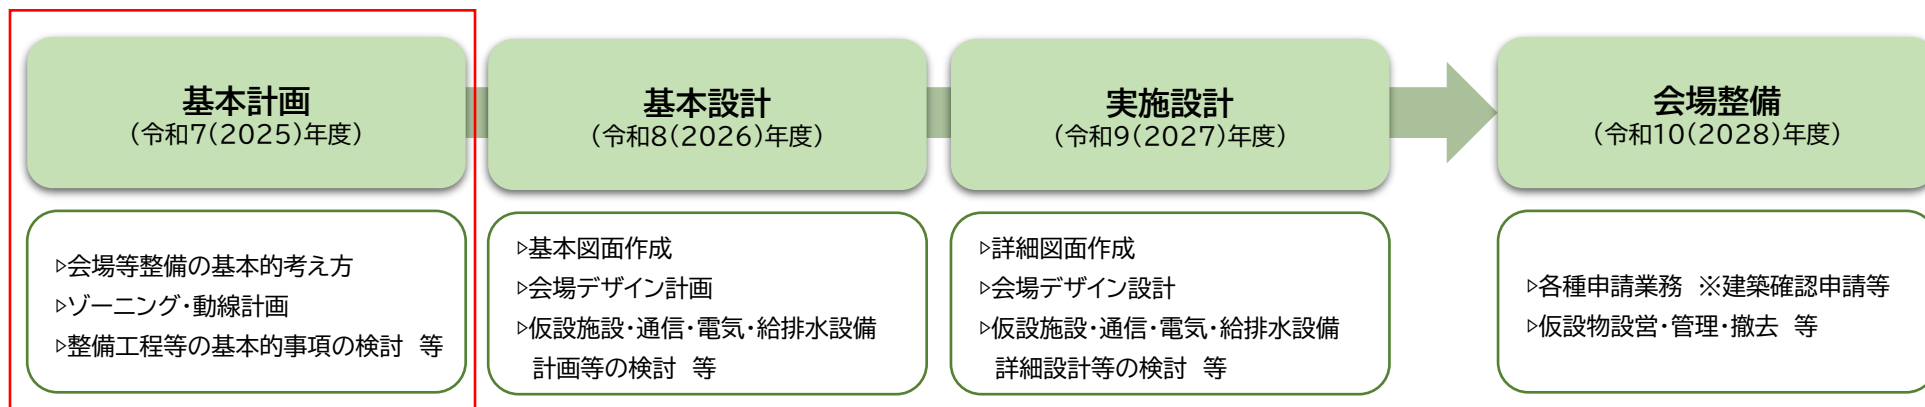 基本計画
(令和7(2025)年度)
▹会場等整備の基本的考え方
▹ゾーニング・動線計画
▹整備工程等の基本的事項の検討 等
基本設計
(令和8(2026)年度)
▹基本図面作成
▹会場デザイン計画
▹仮設施設・通信・電気・給排水設備
計画等の検討 等
実施設計
(令和9(2027)年度)
▹詳細図面作成
▹会場デザイン設計
▹仮設施設・通信・電気・給排水設備
詳細設計等の検討 等
会場整備
(令和10(2028)年度)
▹各種申請業務 ※建築確認申請等
▹仮設物設営・管理・撤去 等